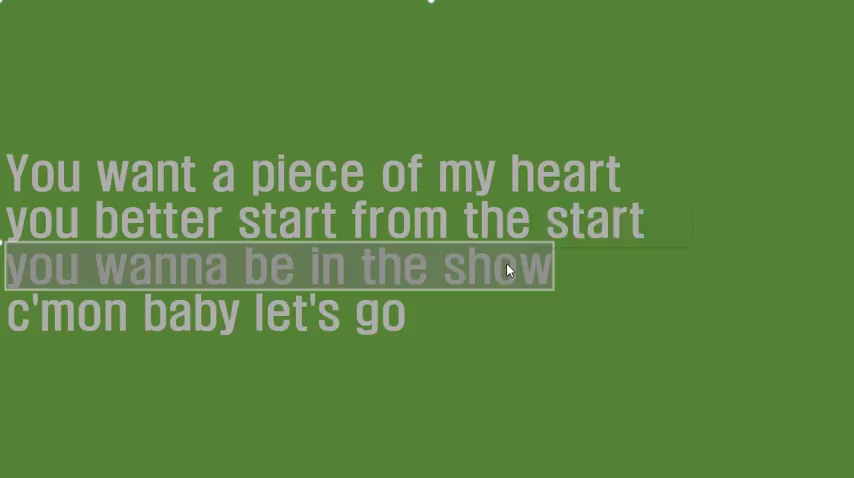 You want a piece of my heart
you better start from the start
you wanna be in the show
c'mon baby let's go